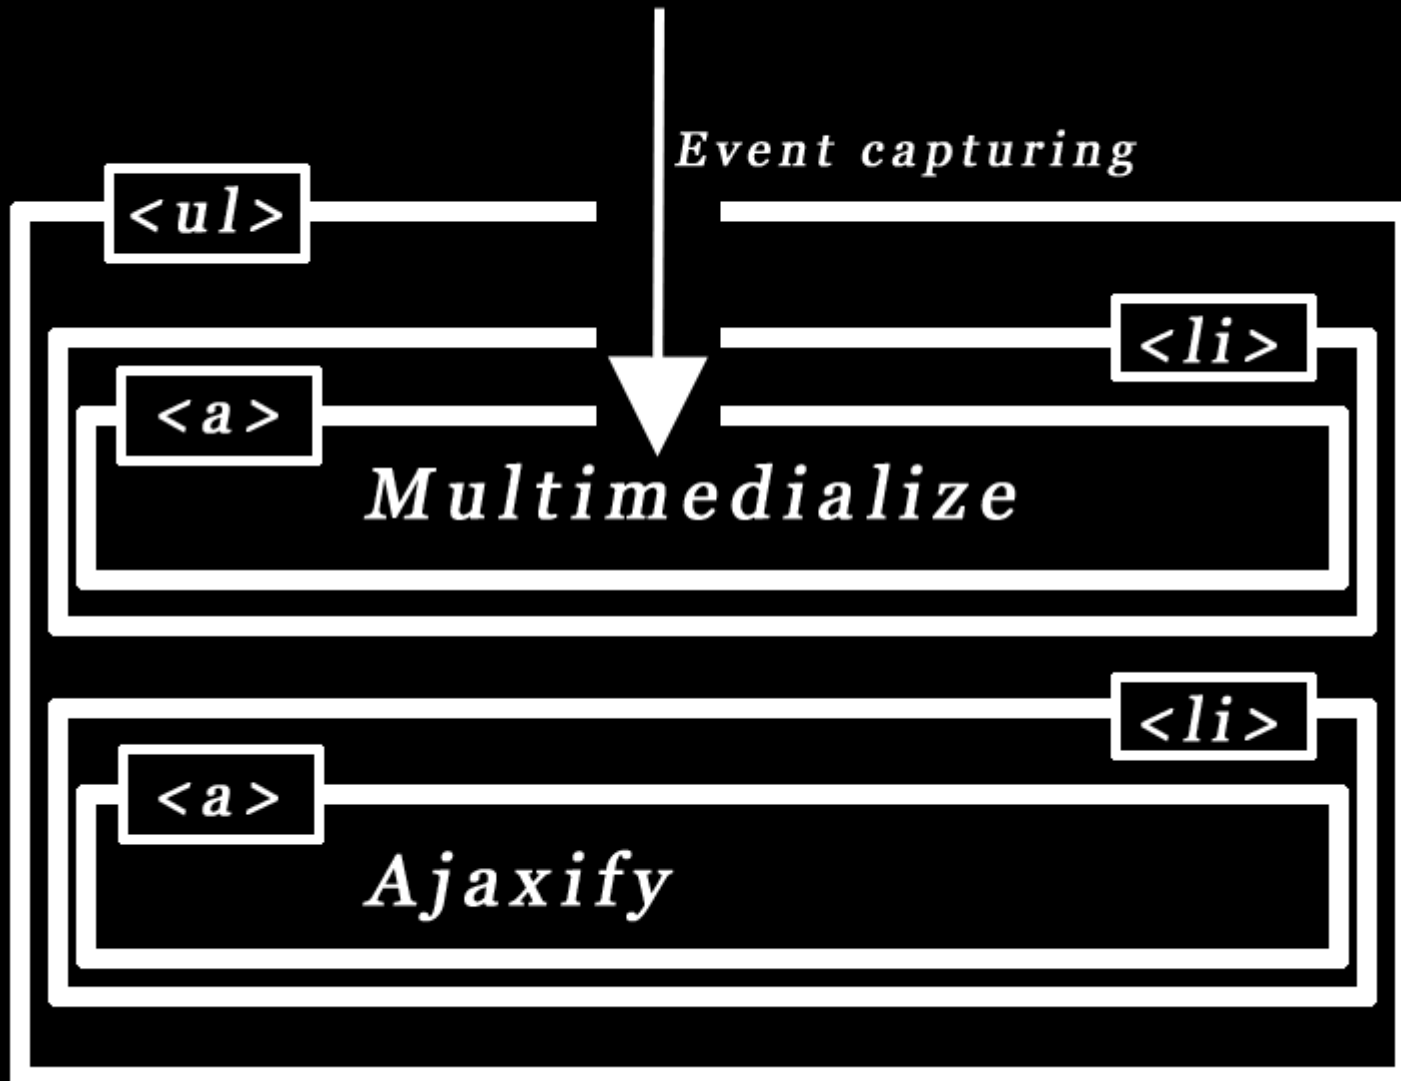 Event capturing
<ul>
<li>
<a>
Multimedialize
<li>
<a>
Ajaxify